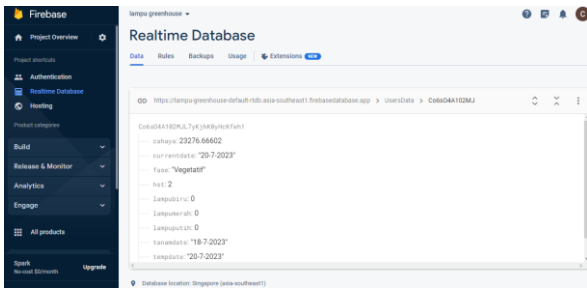 Firebase
lampu greenhouse
C
Project Overview
Realtime Database
Data Rules Backups Usage Extensions NEW
Project shortcuts
Authentication
Realtime Database
Hosting
https://lampu-greenhouse-default-rtdb.asia-southeast1.firebasedatabase.app > UsersData > Co6sO4A102MJ
Product categories
Build
cahaya: 23276.66602
currentdate: "20-7-2023"
Release & Monitor
fase: "Vegetatif"
Analytics
hst: 2
lampubiru: 0
Engage
lampumerah: 0
lampuputih: 0
All products
tanamdate: "18-7-2023"
tempdate: "20-7-2023"
Spark
No-cost $0/month
Upgrade
Database location: Singapore (asia-southeast1)